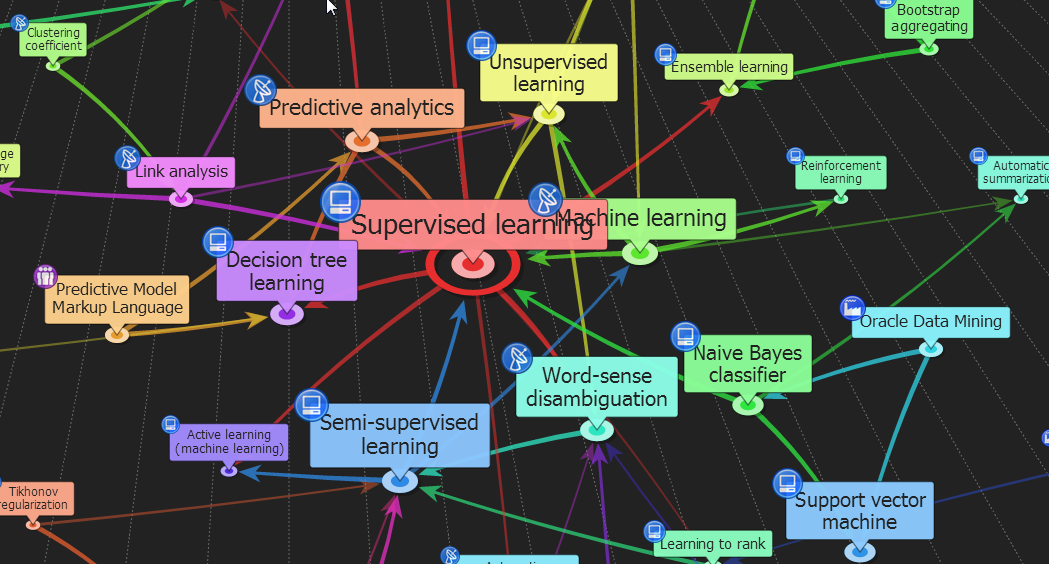 Clustering
coefficient
Bootstrap
aggregating
Unsupervised
learning
Ensemble learning
Predictive analytics
Link analysis
Reinforcement
learning
Automatic
Supervised learning
Machine learning
Decision tree
learning
Predictive Model
Markup Language
Oracle Data Mining
Naive Bayes
classifier
Word-sense
disambiguation
Semi-supervised
learning
Active learning
(machine learning)
Tikhonov
regularization
Support vector
machine
Learning to rank